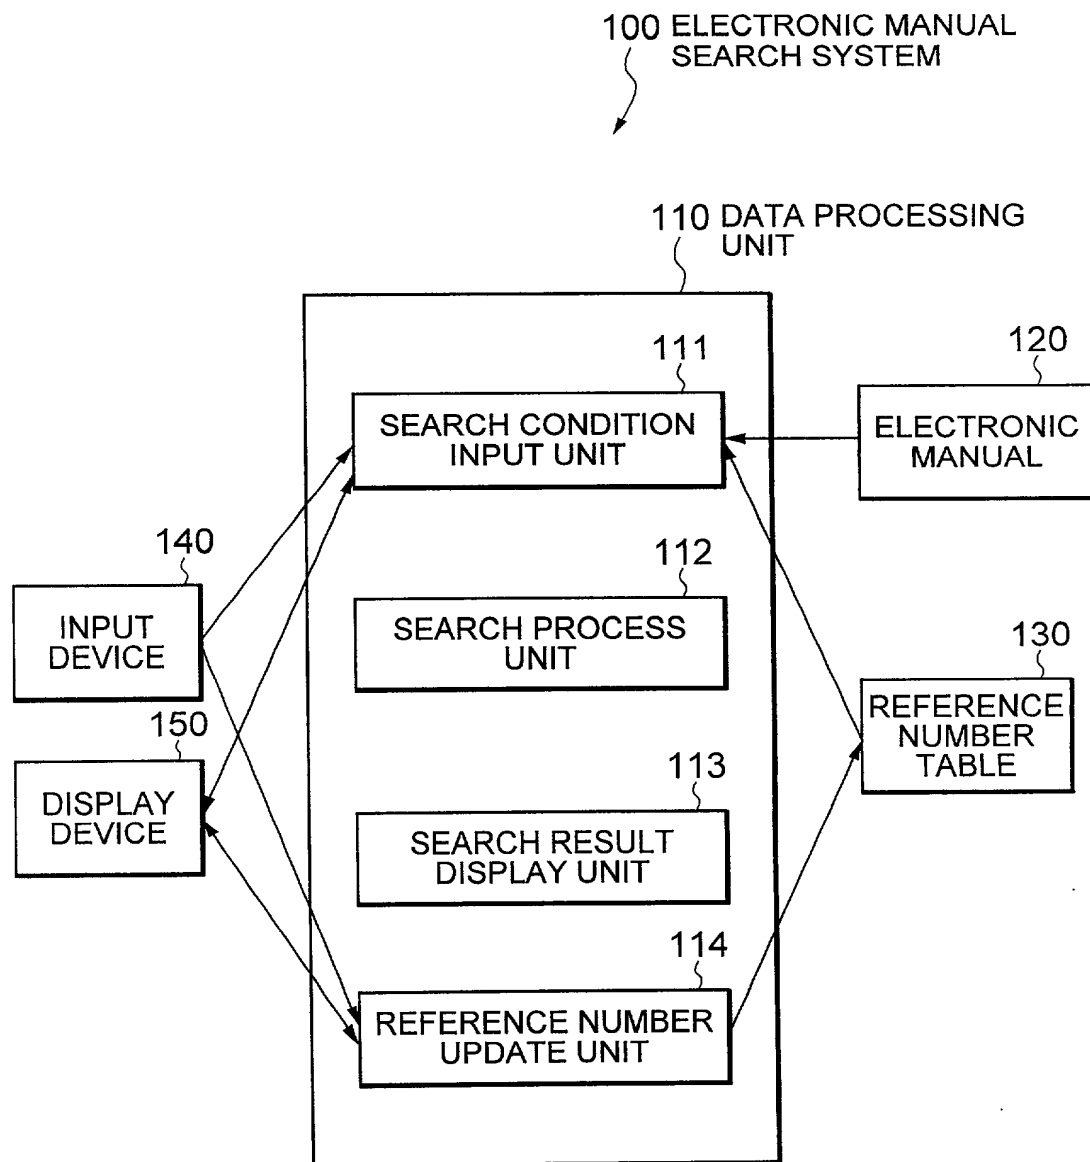 100 ELECTRONIC MANUAL
SEARCH SYSTEM
110 DATA PROCESSING
UNIT
111
SEARCH CONDITION
INPUT UNIT
120
ELECTRONIC
MANUAL
140
INPUT
DEVICE
112
SEARCH PROCESS
UNIT
130
REFERENCE
NUMBER
TABLE
150
DISPLAY
DEVICE
113
SEARCH RESULT
DISPLAY UNIT
114
REFERENCE NUMBER
UPDATE UNIT